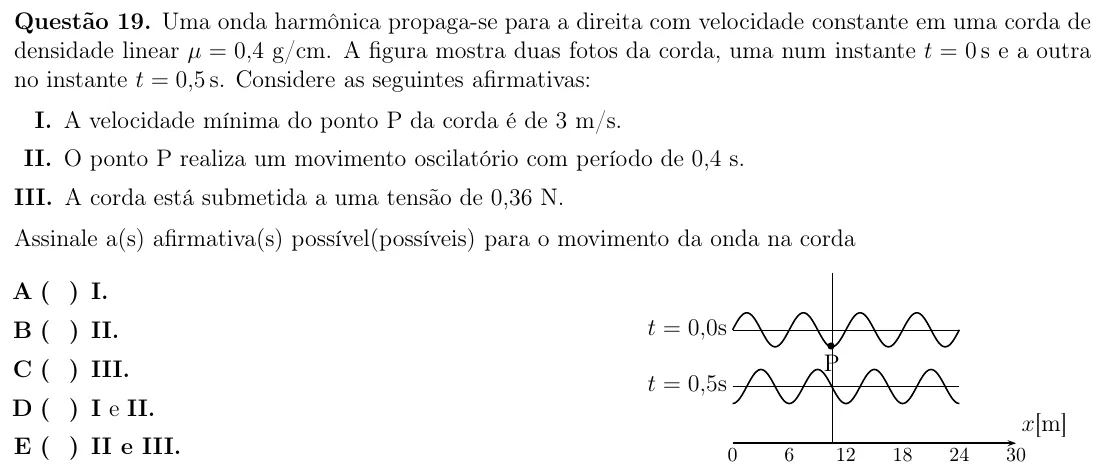 Questão 19. Uma onda harmônica propaga-se para a direita com velocidade constante em uma corda de
densidade linear μ = 0,4 g/cm. A figura mostra duas fotos da corda, uma num instante t = 0 s e a outra
no instante t = 0,5 s. Considere as seguintes afirmativas:
I. A velocidade mínima do ponto P da corda é de 3 m/s.
II. O ponto P realiza um movimento oscilatório com período de 0,4 s.
III. A corda está submetida a uma tensão de 0,36 N.
Assinale a(s) afirmativa(s) possível(possíveis) para o movimento da onda na corda
A ( ) I.
B ( ) II.
C ( ) III.
D ( ) I e II.
E ( ) II e III.
t = 0,0s
P
t = 0,5s
x[m]
0 6 12 18 24 30